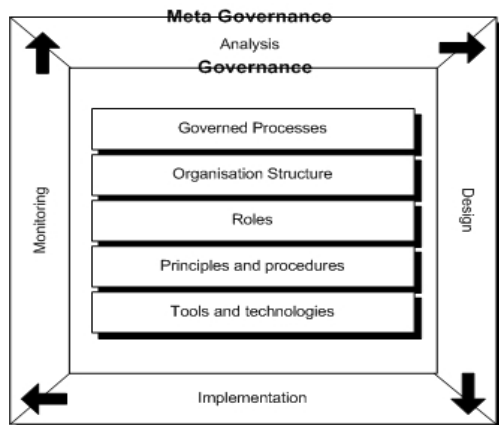 Meta Governance
Analysis
Governance
Governed Processes
Organisation Structure
Roles
Principles and procedures
Tools and technologies
Monitoring
Design
Implementation